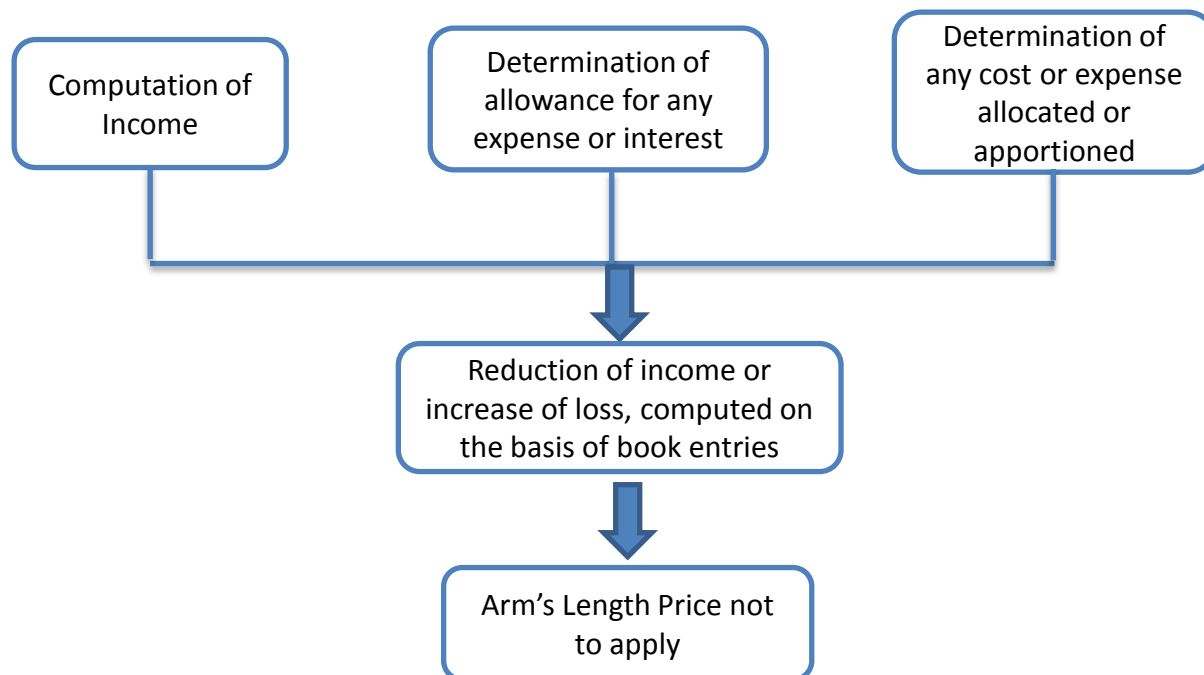 Computation of
Income
Determination of
allowance for any
expense or interest
Determination of
any cost or expense
allocated or
apportioned
Reduction of income or
increase of loss, computed on
the basis of book entries
Arm’s Length Price not
to apply